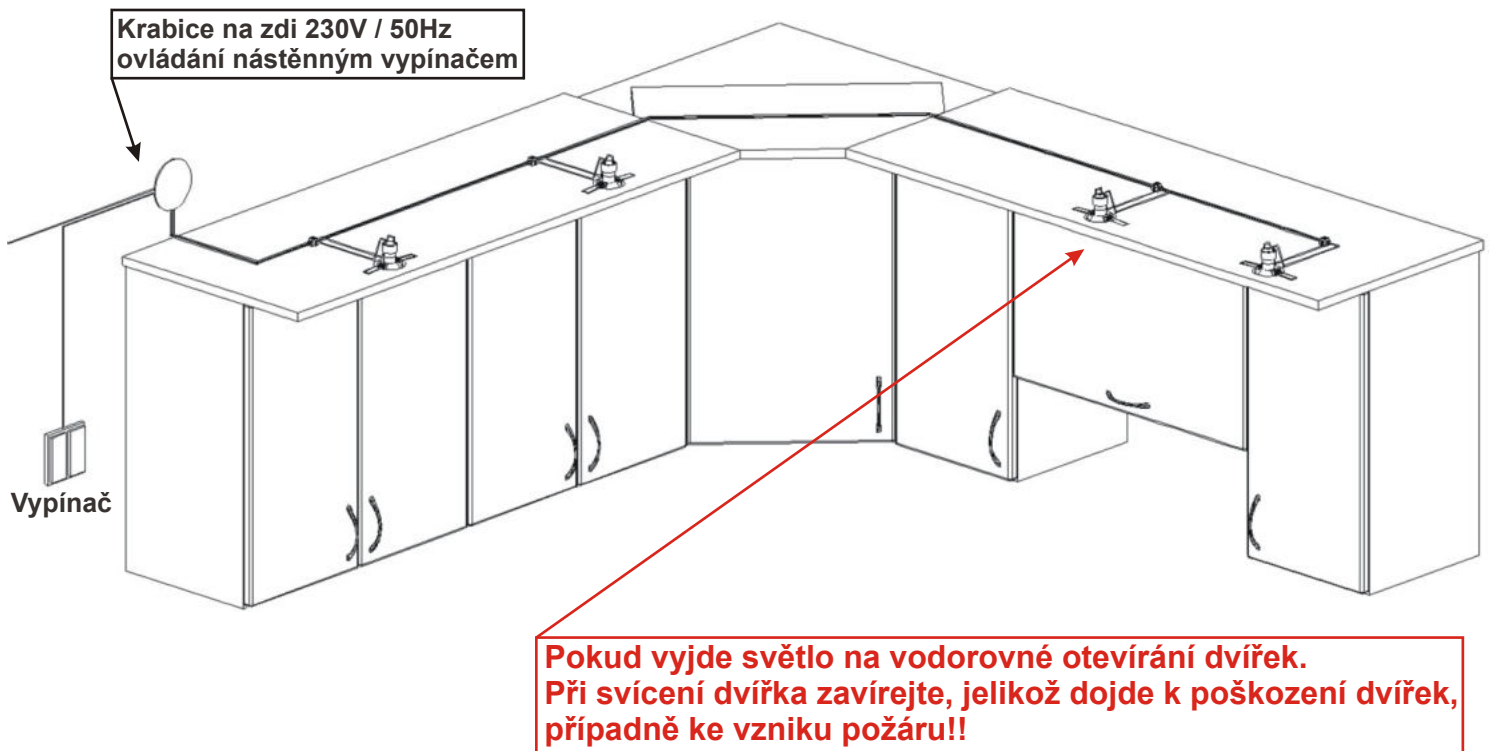 Krabice na zdi 230V / 50Hz
ovládání nástěnným vypínačem
Vypínač
Pokud vyjde světlo na vodorovné otevírání dvířek.
Při svícení dvířka zavírejte, jelikož dojde k poškození dvířek,
případně ke vzniku požáru!!